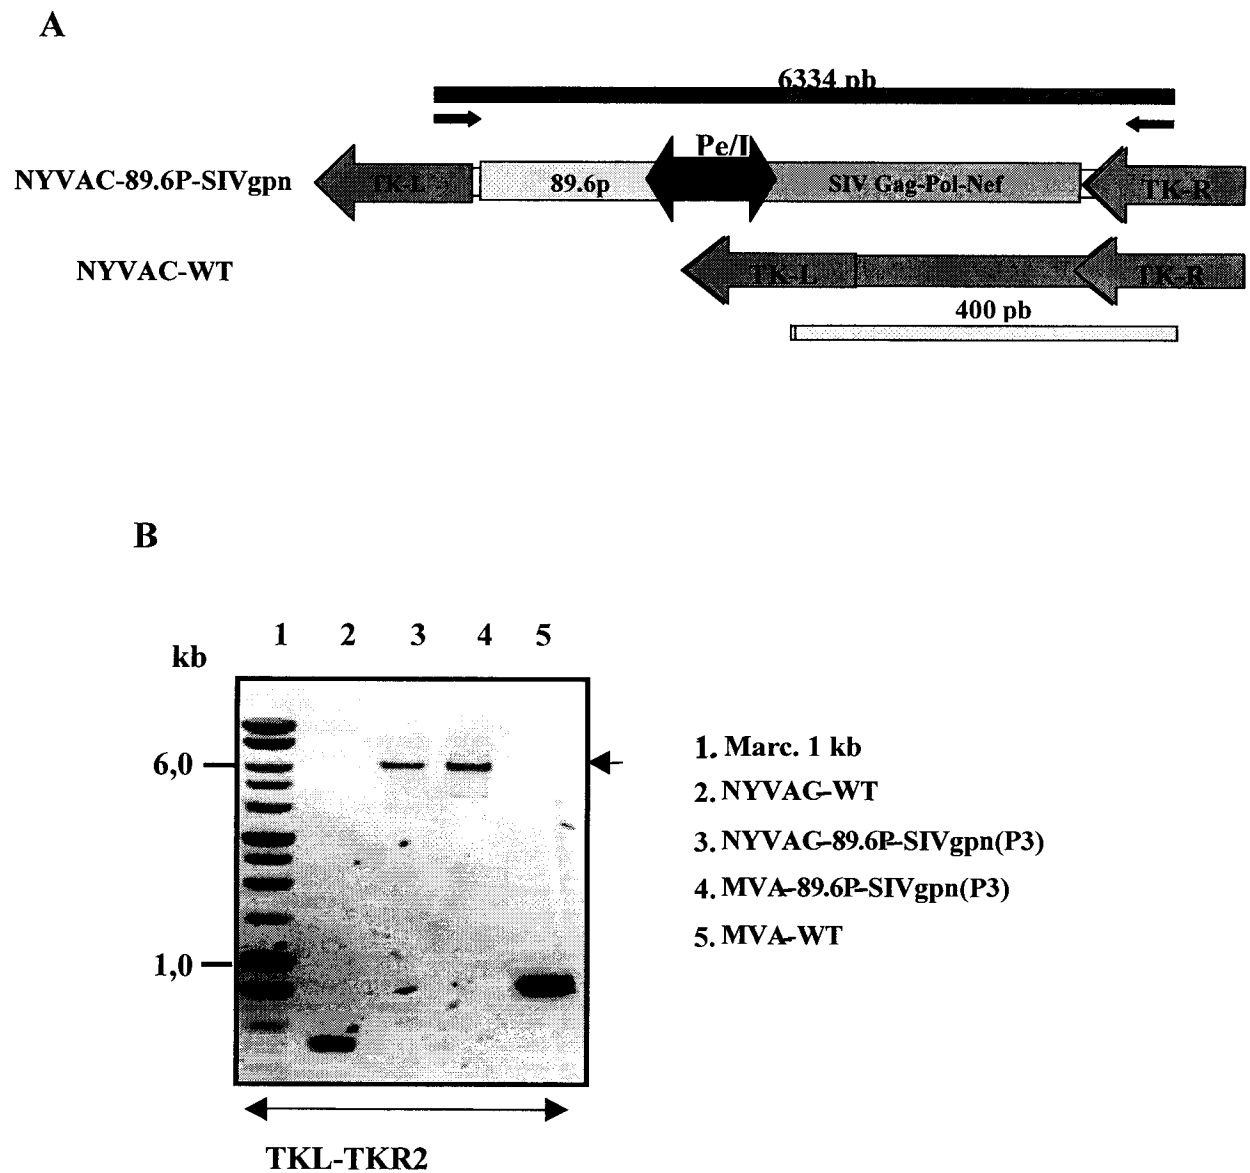 A
6334 pb
Pe/l
NYVAC-89.6P-SIVgpn
TK-L
89.6p
SIV Gag-Pol-Nef
TK-R
NYVAC-WT
TK-L
TK-R
400 pb
B
1 2 3 4 5
kb
6,0
1,0
1. Marc. 1 kb
2. NYVAC-WT
3. NYVAC-89.6P-SIVgpn(P3)
4. MVA-89.6P-SIVgpn(P3)
5. MVA-WT
TKL-TKR2